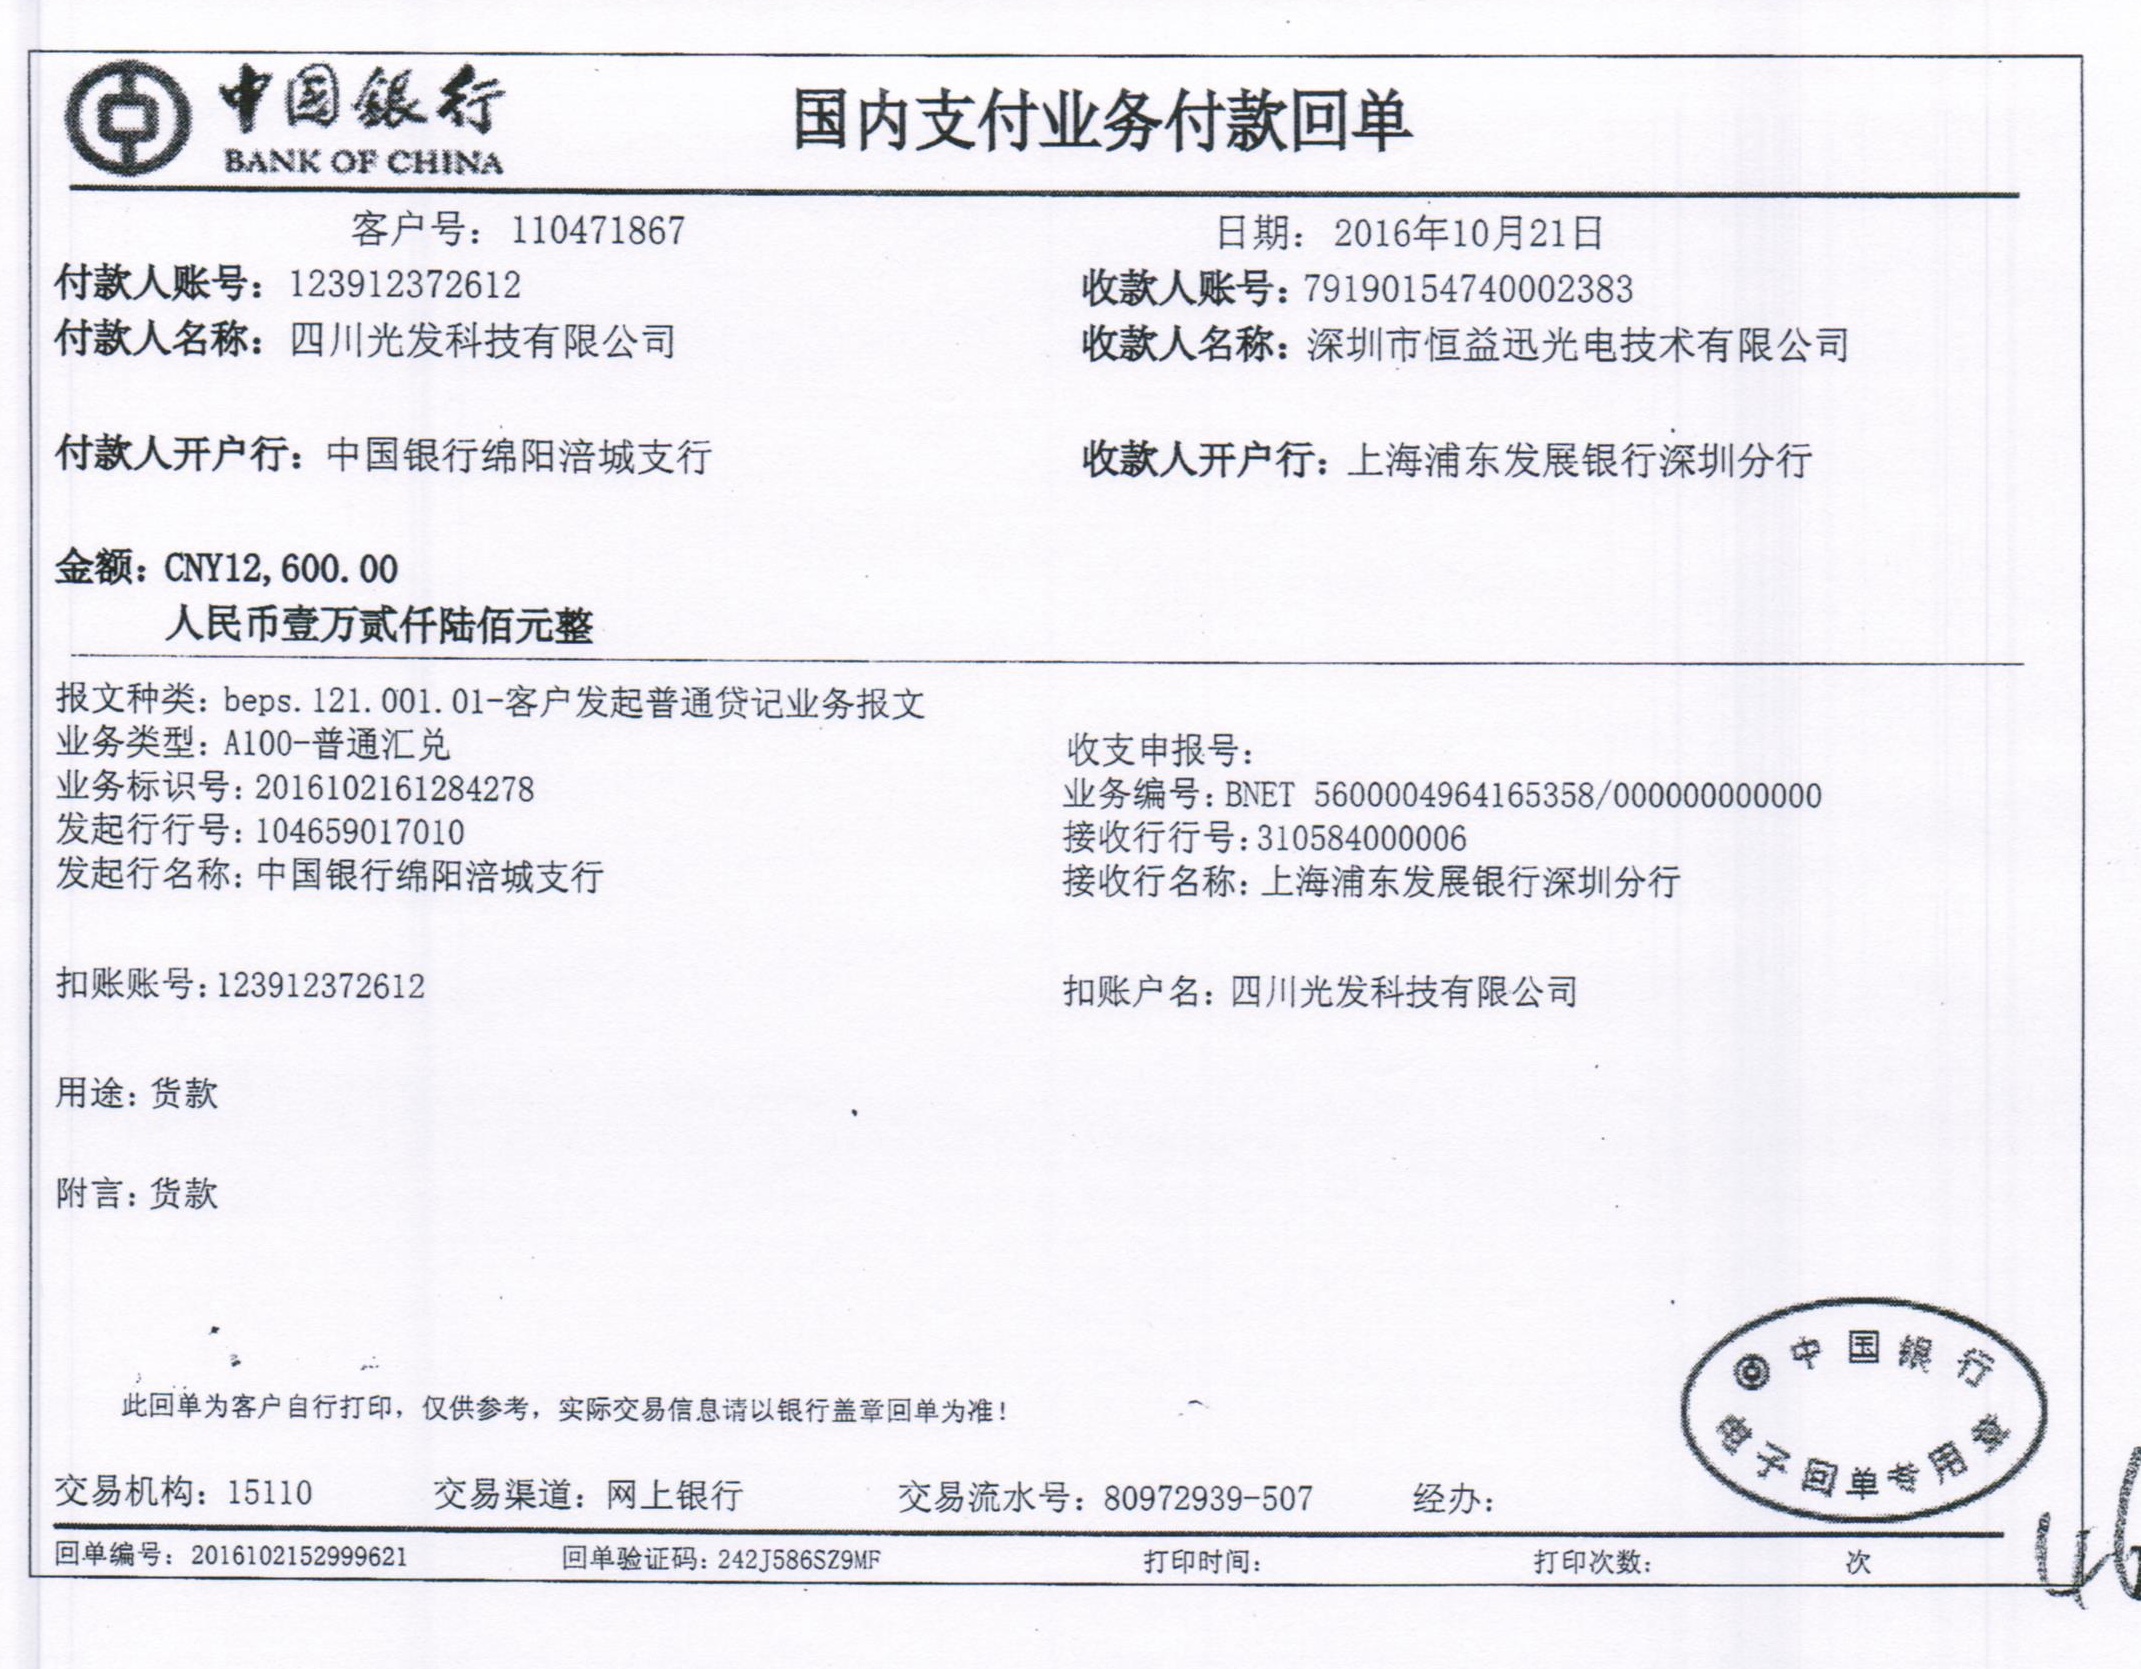 中国银行
BANK OF CHINA
国内支付业务付款回单
客户号：110471867 日期：2016年10月21日
付款人账号：123912372612 收款人账号：79190154740002383
付款人名称：四川光发科技有限公司 收款人名称：深圳市恒益迅光电技术有限公司
付款人开户行：中国银行绵阳涪城支行 收款人开户行：上海浦东发展银行深圳分行
金额：CNY12,600.00
人民币壹万贰仟陆佰元整
报文种类：beps.121.001.01-客户发起普通贷记业务报文
业务类型：A100-普通汇兑 收支申报号：
业务标识号：2016102161284278 业务编号：BNET 5600004964165358/000000000000
发起行行号：104659017010 接收行行号：310584000006
发起行名称：中国银行绵阳涪城支行 接收行名称：上海浦东发展银行深圳分行
扣账账号：123912372612 扣账户名：四川光发科技有限公司
用途：货款
附言：货款
中国银行
电子回单专用章
此回单为客户自行打印，仅供参考，实际交易信息请以银行盖章回单为准！
交易机构：15110 交易渠道：网上银行 交易流水号：80972939-507 经办：
回单编号：2016102152999621 回单验证码：242J586SZ9MF 打印时间： 打印次数： 次